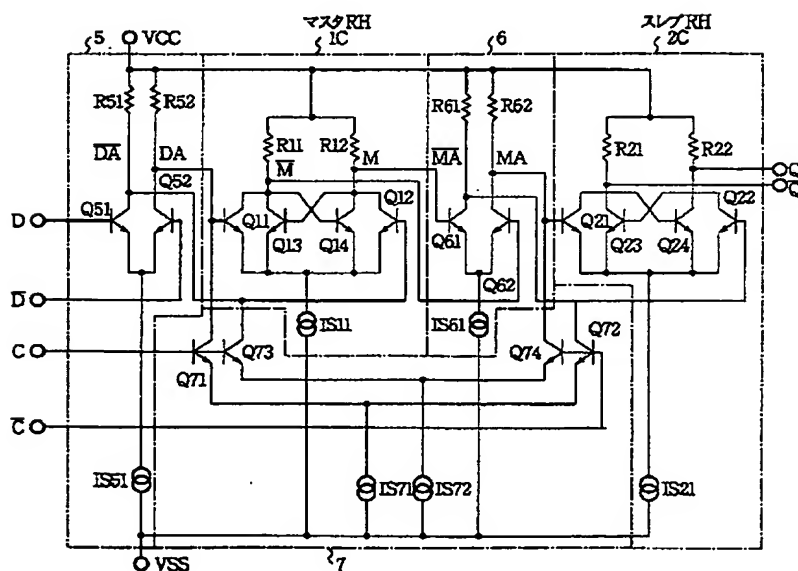 マスタRH
スレブRH
5
VCC
1C
6
2C
R51
R52
R11
R12
R61
R62
R21
R22
D̅A̅
DA
M̅
M
M̅A̅
MA
Q
Q̅
Q52
Q12
Q22
D
Q51
Q11
Q13
Q14
Q61
Q21
Q23
Q24
Q62
D̅
IS11
IS61
C
Q73
Q74
Q72
Q71
C̅
IS51
IS71
IS72
IS21
VSS
7